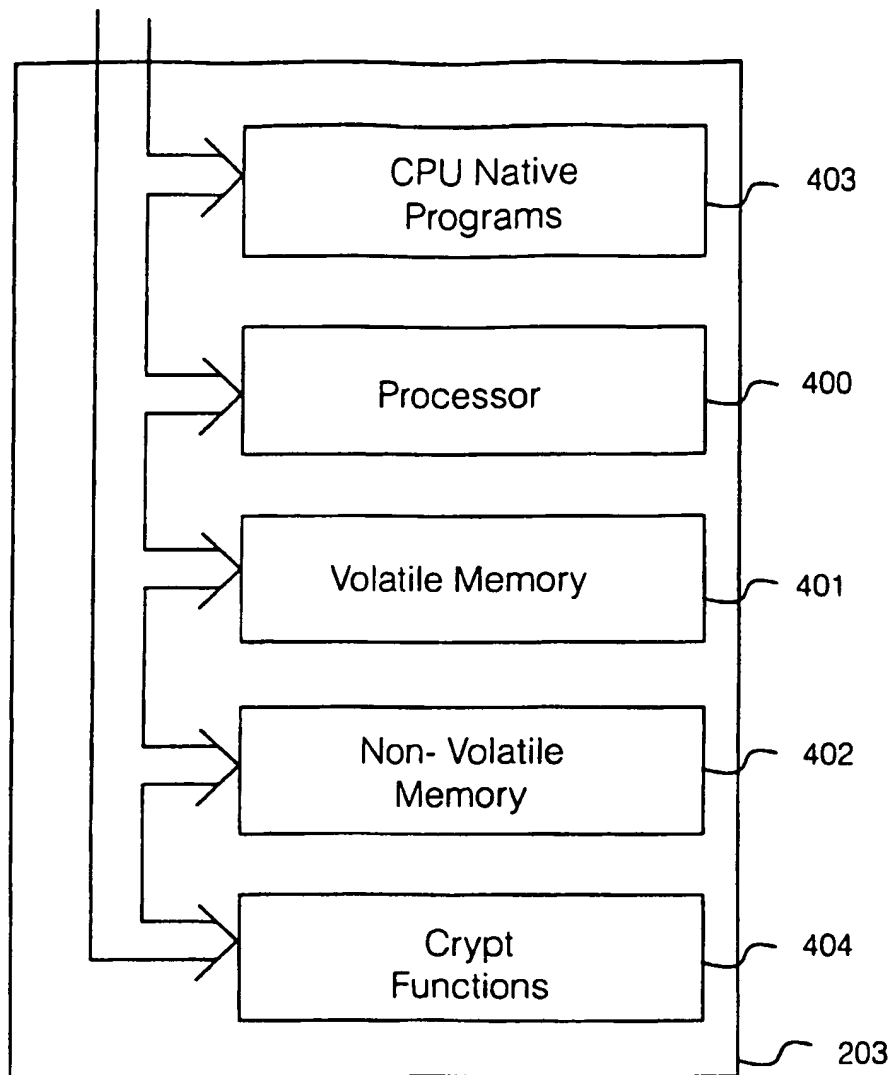 CPU Native
Programs
403
Processor
400
Volatile Memory
401
Non- Volatile
Memory
402
Crypt
Functions
404
203